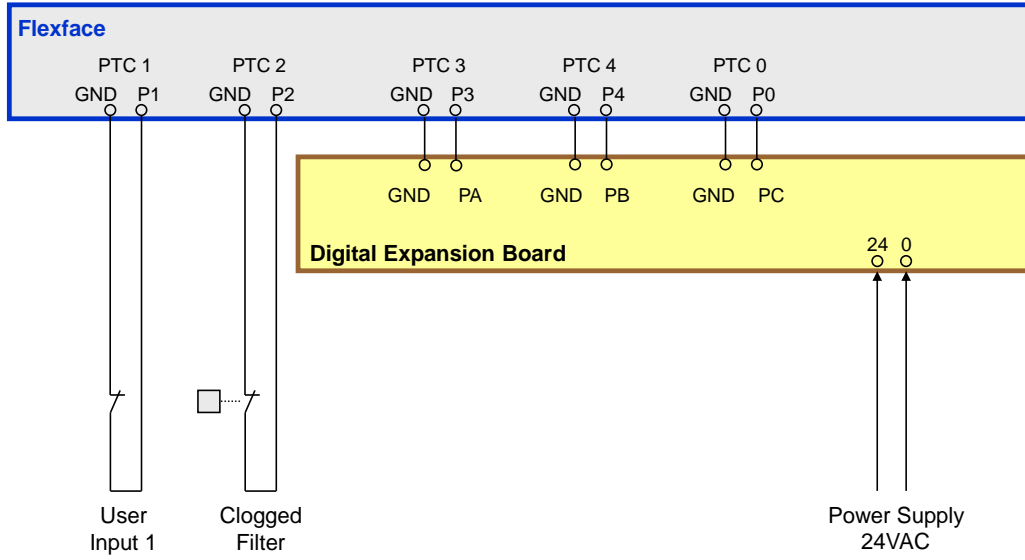 Flexface
PTC 1 PTC 2 PTC 3 PTC 4 PTC 0
GND P1 GND P2 GND P3 GND P4 GND P0
GND PA GND PB GND PC
24 0
Digital Expansion Board
User
Input 1
Clogged
Filter
Power Supply
24VAC